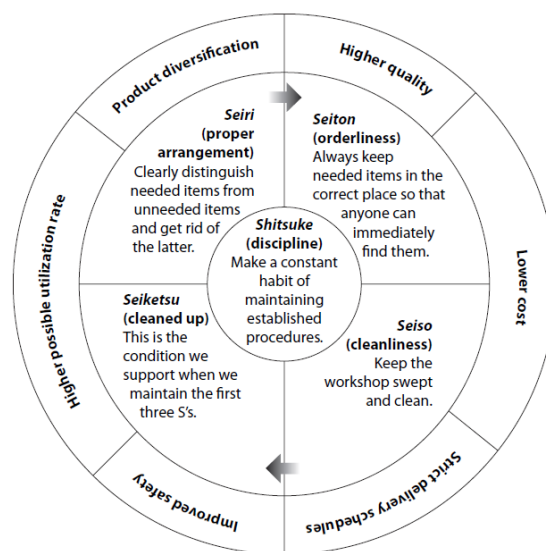 Product diversification
Higher quality
Lower cost
Strict delivery schedules
Improved safety
Higher possible utilization rate
Seiri
(proper
arrangement)
Clearly distinguish
needed items from
unneeded items
and get rid of
the latter.
Seiton
(orderliness)
Always keep
needed items in the
correct place so that
anyone can
immediately
find them.
Shitsuke
(discipline)
Make a constant
habit of
maintaining
established
procedures.
Seiketsu
(cleaned up)
This is the
condition we
support when we
maintain the first
three S's.
Seiso
(cleanliness)
Keep the
workshop swept
and clean.